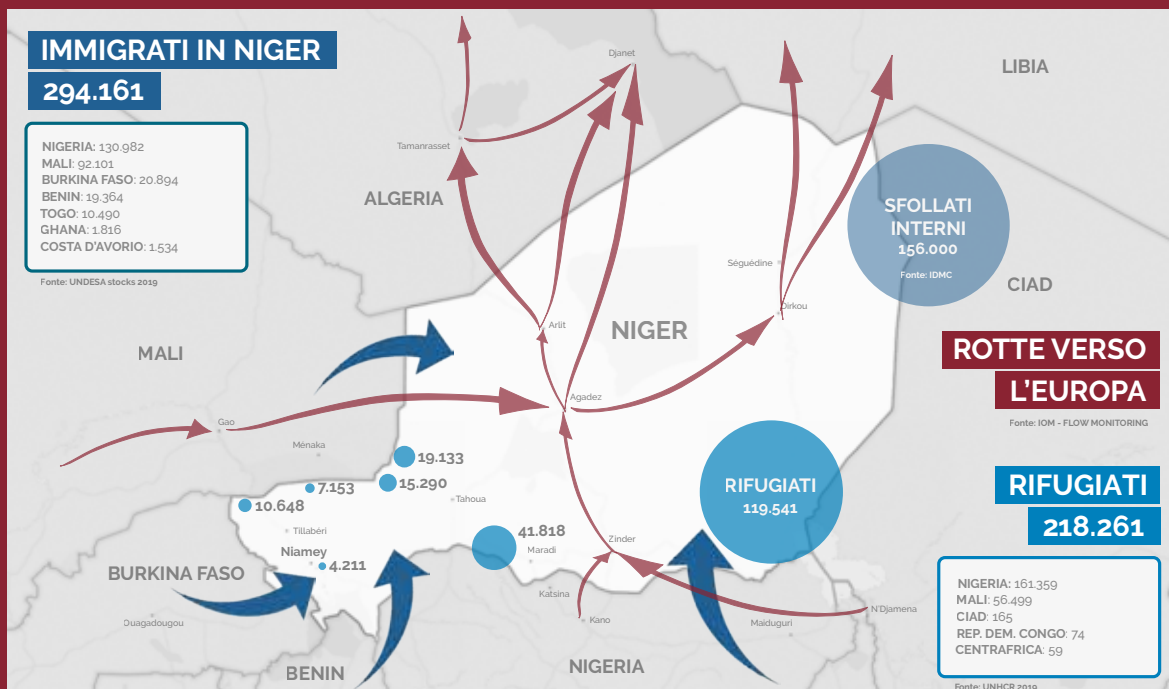 IMMIGRATI IN NIGER
294.161
NIGERIA: 130.982
MALI: 92.101
BURKINA FASO: 20.894
BENIN: 19.364
TOGO: 10.490
GHANA: 1.816
COSTA D'AVORIO: 1.534
Fonte: UNDESA stocks 2019
Djanet
LIBIA
Tamanrasset
ALGERIA
SFOLLATI
INTERNI
156.000
Fonte: IDMC
Séguédine
CIAD
Dirkou
Arlit
NIGER
MALI
ROTTE VERSO
L'EUROPA
Fonte: IOM - FLOW MONITORING
Agadez
Gao
Ménaka
19.133
15.290
7.153
10.648
Tahoua
RIFUGIATI
119.541
RIFUGIATI
218.261
Tillabéri
41.818
Maradi
Zinder
Niamey
4.211
BURKINA FASO
Katsina
NIGERIA: 161.359
MALI: 56.499
CIAD: 165
REP. DEM. CONGO: 74
CENTRAFRICA: 59
Fonte: UNHCR 2019
N'Djamena
Ouagadougou
Kano
Maiduguri
BENIN
NIGERIA